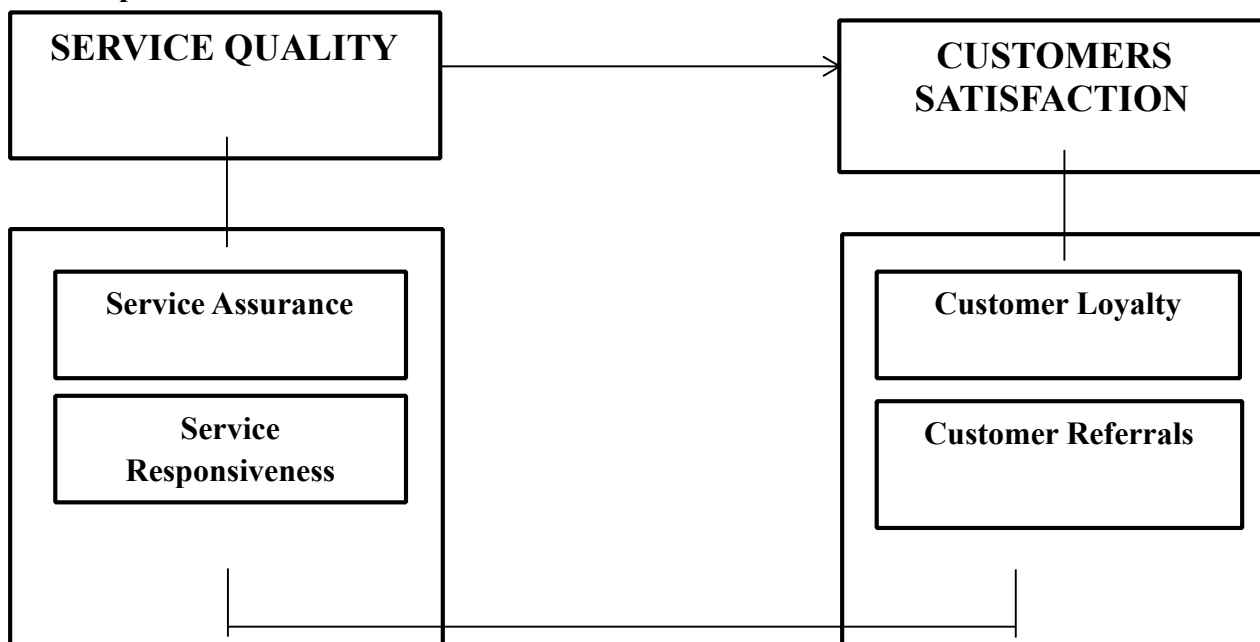 SERVICE QUALITY
CUSTOMERS
SATISFACTION
Service Assurance
Service
Responsiveness
Customer Loyalty
Customer Referrals